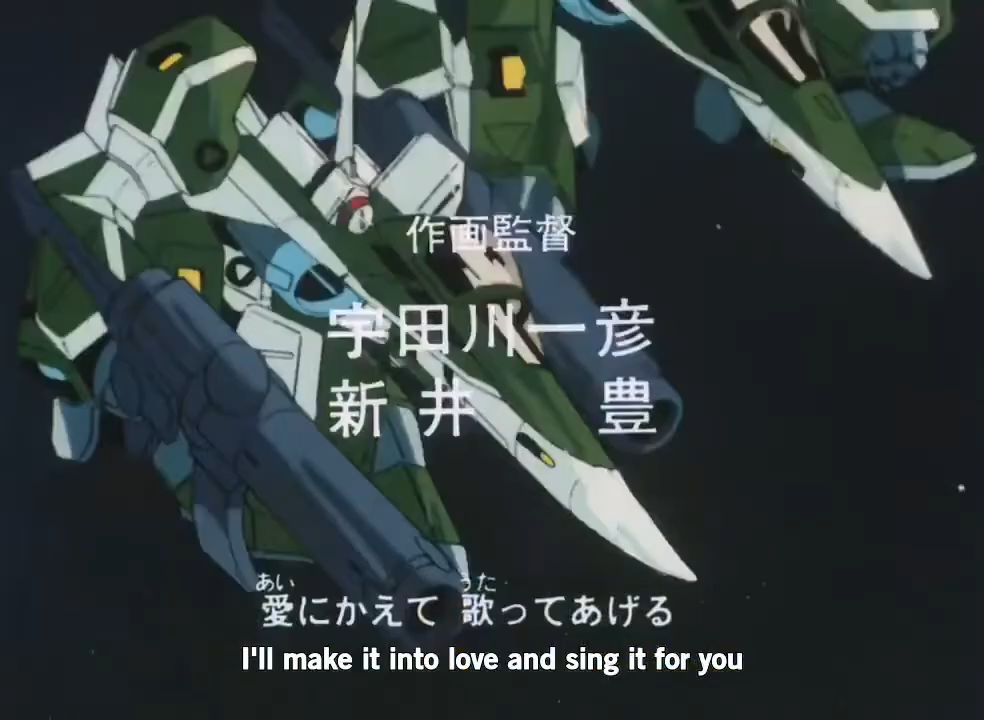 作画監督
宇田川一彦
新井 豊
あい うた
愛にかえて 歌ってあげる
I'll make it into love and sing it for you